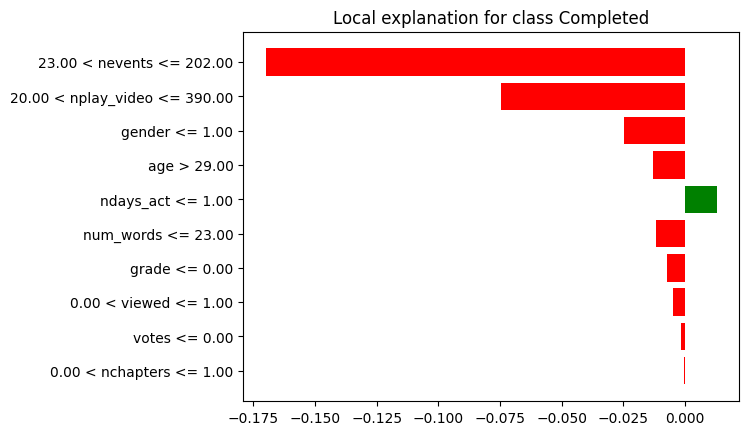 Local explanation for class Completed
23.00 < nevents <= 202.00
20.00 < nplay_video <= 390.00
gender <= 1.00
age > 29.00
ndays_act <= 1.00
num_words <= 23.00
grade <= 0.00
0.00 < viewed <= 1.00
votes <= 0.00
0.00 < nchapters <= 1.00
−0.175 −0.150 −0.125 −0.100 −0.075 −0.050 −0.025 0.000